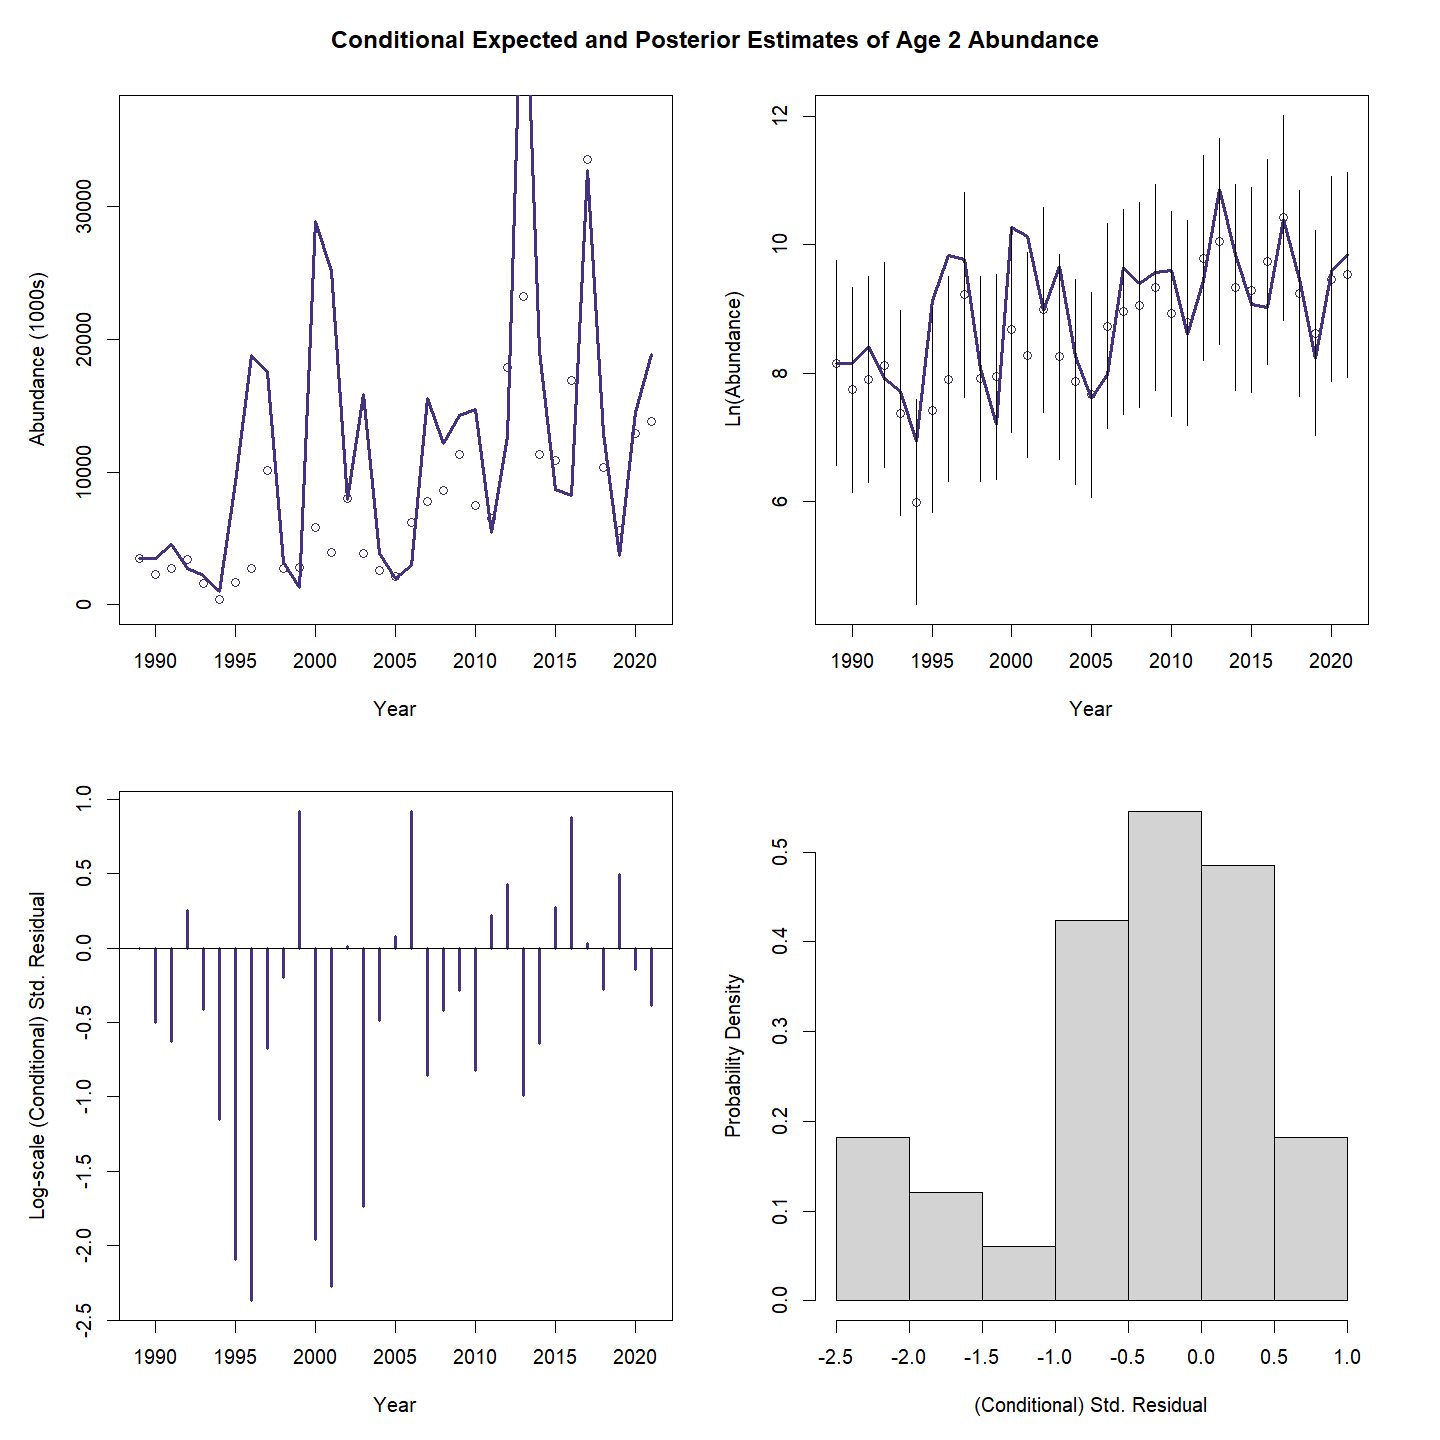 Conditional Expected and Posterior Estimates of Age 2 Abundance
Abundance (1000s)
30000
20000
10000
0
1990 1995 2000 2005 2010 2015 2020
Year
Ln(Abundance)
12
10
8
6
1990 1995 2000 2005 2010 2015 2020
Year
Log-scale (Conditional) Std. Residual
1.0
0.5
0.0
-0.5
-1.0
-1.5
-2.0
-2.5
1990 1995 2000 2005 2010 2015 2020
Year
Probability Density
0.5
0.4
0.3
0.2
0.1
0.0
-2.5 -2.0 -1.5 -1.0 -0.5 0.0 0.5 1.0
(Conditional) Std. Residual